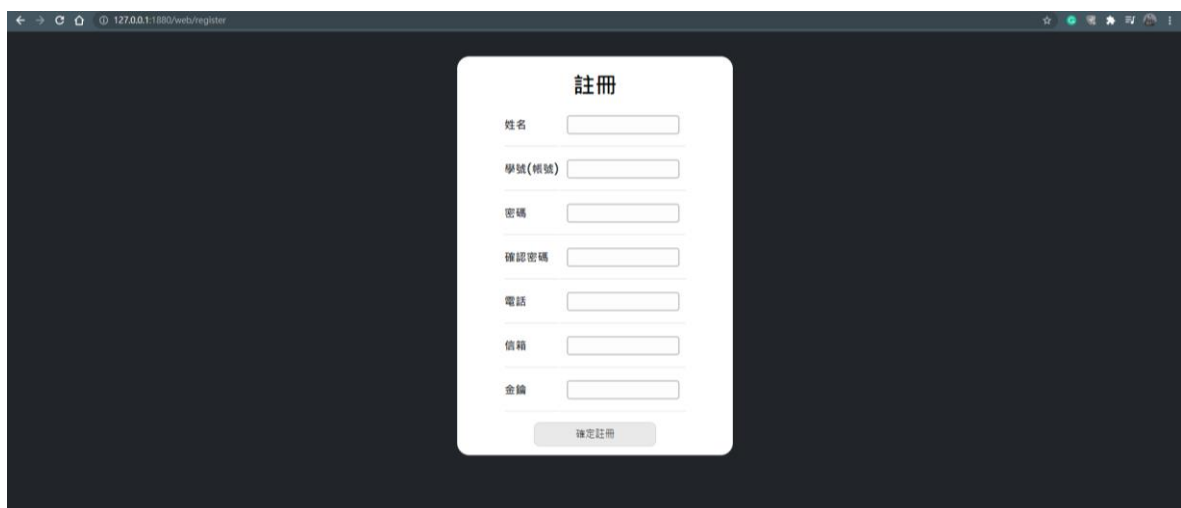 127.0.0.1:1880/web/register
註冊
姓名
學號(帳號)
密碼
確認密碼
電話
信箱
金鑰
確定註冊